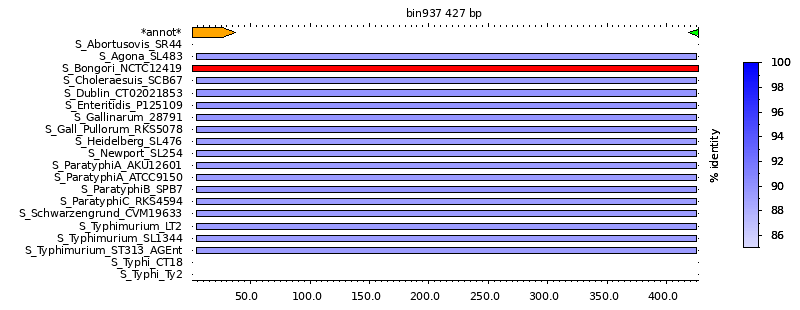 bin937 427 bp
*annot*
S_Abortusovis_SR44
S_Agona_SL483
S_Bongori_NCTC12419
S_Choleraesuis_SCB67
S_Dublin_CT02021853
S_Enteritidis_P125109
S_Gallinarum_28791
S_Gall_Pullorum_RKS5078
S_Heidelberg_SL476
S_Newport_SL254
S_ParatyphiA_AKU12601
S_ParatyphiA_ATCC9150
S_ParatyphiB_SPB7
S_ParatyphiC_RKS4594
S_Schwarzengrund_CVM19633
S_Typhimurium_LT2
S_Typhimurium_SL1344
S_Typhimurium_ST313_AGEnt
S_Typhi_CT18
S_Typhi_Ty2
50.0 100.0 150.0 200.0 250.0 300.0 350.0 400.0
% identity
100
98
96
94
92
90
88
86